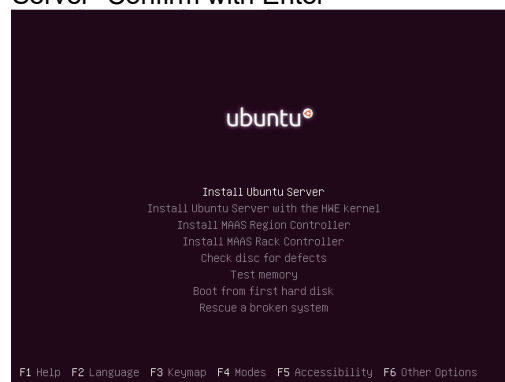 Server" Confirm with Enter
ubuntu
Install Ubuntu Server
Install Ubuntu Server with the HWE kernel
Install MAAS Region Controller
Install MAAS Rack Controller
Check disc for defects
Test memory
Boot from first hard disk
Rescue a broken system
F1 Help F2 Language F3 Keymap F4 Modes F5 Accessibility F6 Other Options